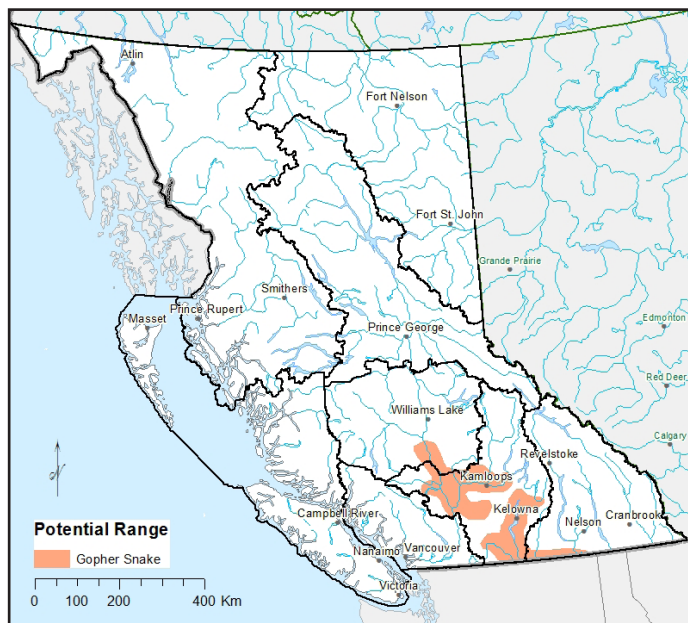 Atlin
Fort Nelson
Fort St. John
Grande Prairie
Smithers
Prince Rupert
Masset
Edmonton
Prince George
Red Deer
Williams Lake
Calgary
Revelstoke
Kamloops
Kelowna
Campbell River
Cranbrook
Nelson
Nanaimo
Vancouver
Victoria
N
Potential Range
Gopher Snake
0 100 200 400 Km